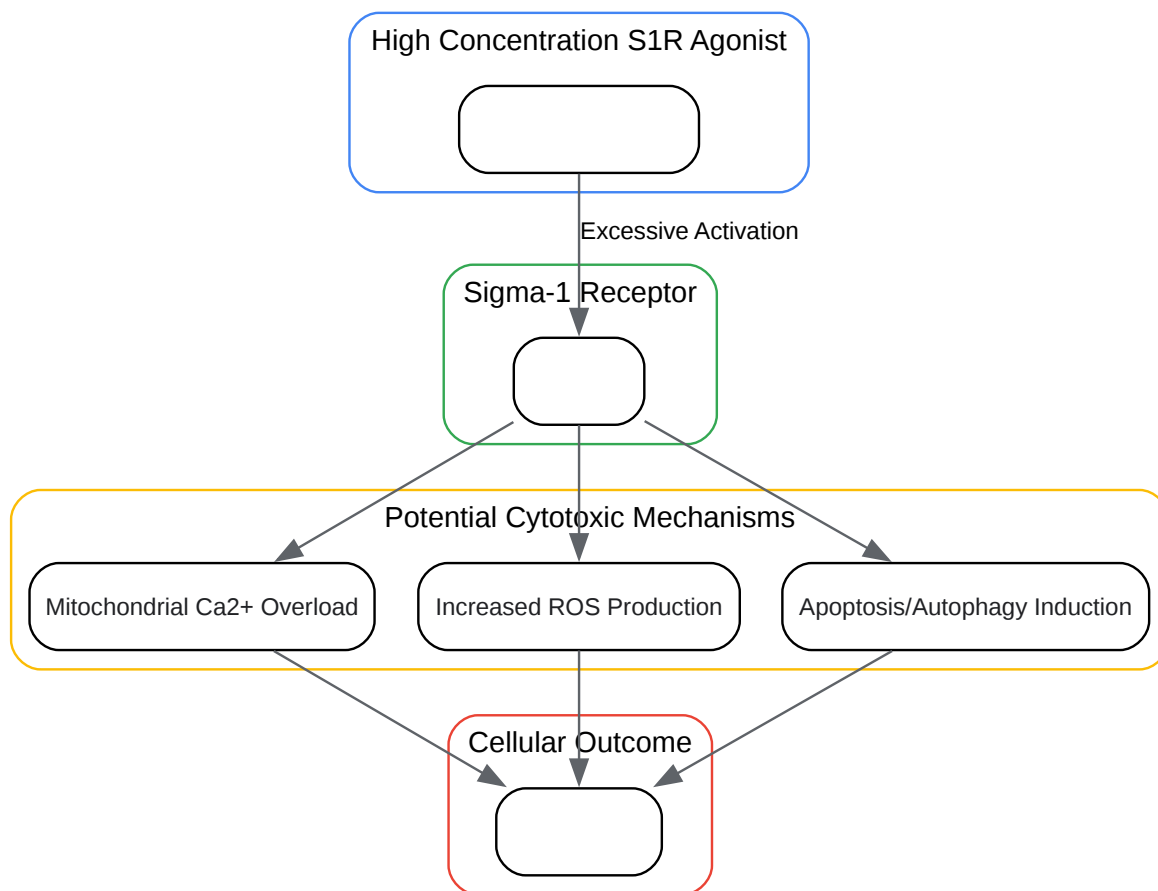 High Concentration S1R Agonist
Excessive Activation
Sigma-1 Receptor
Potential Cytotoxic Mechanisms
Mitochondrial Ca2+ Overload
Increased ROS Production
Apoptosis/Autophagy Induction
Cellular Outcome